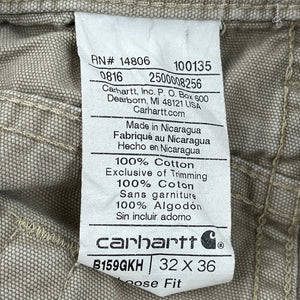 RN# 14806 100135
0816 2500008256
Carhartt, Inc. P.O. Box 600
Dearborn, MI 48121 USA
Carhartt.com
Made in Nicaragua
Fabriqué au Nicaragua
Hecho en Nicaragua
100% Cotton
Exclusive of Trimming
100% Coton
Sans garniture
100% Algodón
Sin incluir adorno
carhartt
B159GKH 32 X 36
Loose Fit